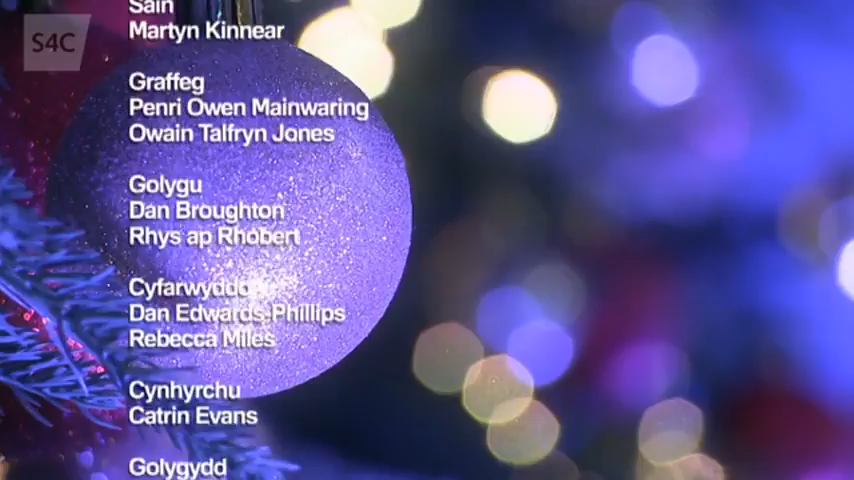 S4C
Sain
Martyn Kinnear
Graffeg
Penri Owen Mainwaring
Owain Talfryn Jones
Golygu
Dan Broughton
Rhys ap Rhobert
Cyfarwyddo
Dan Edwards-Phillips
Rebecca Miles
Cynhyrchu
Catrin Evans
Golygydd